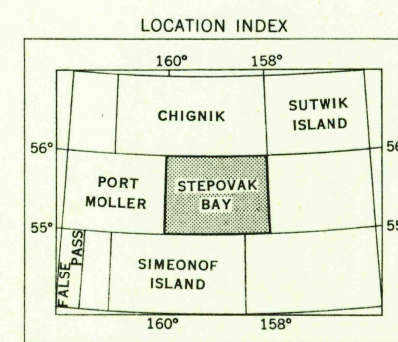 LOCATION INDEX
160° 158°
CHIGNIK
SUTWIK
ISLAND
56° 56
PORT
MOLLER
STEPOVAK
BAY
55° 55
FALSE
PASS
SIMEONOF
ISLAND
160° 158°